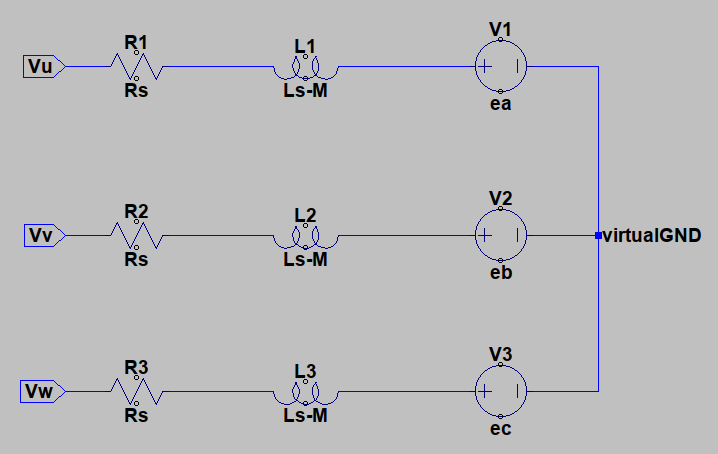 R1
L1
V1
Vu
Rs
Ls-M
ea
R2
L2
V2
Vv
virtualGND
Rs
Ls-M
eb
R3
L3
V3
Vw
Rs
Ls-M
ec